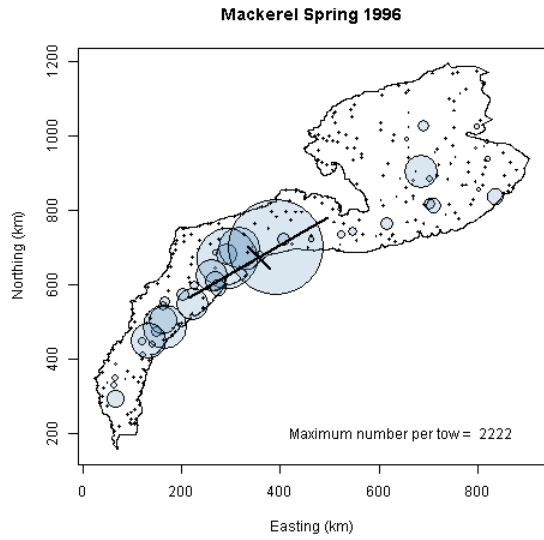 Mackerel Spring 1996
1200
1000
800
600
400
200
Northing (km)
Maximum number per tow = 2222
0 200 400 600 800
Easting (km)